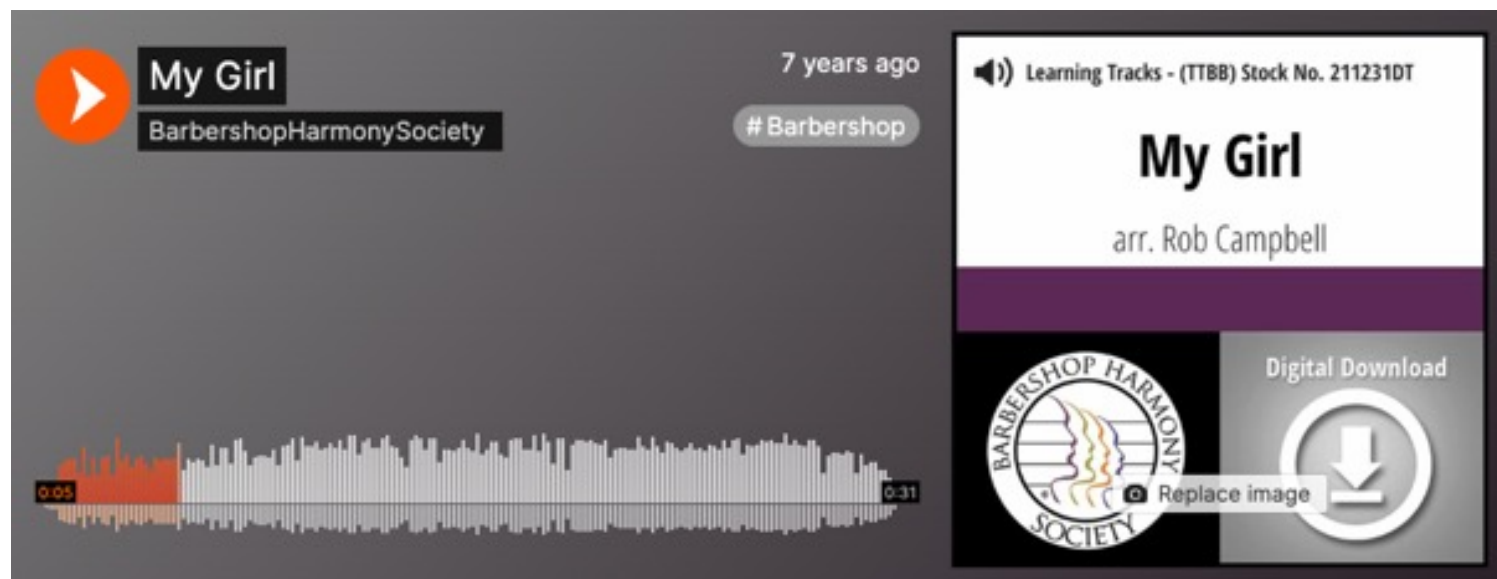 My Girl
BarbershopHarmonySociety
7 years ago
# Barbershop
0:05
0:31
Learning Tracks - (TTBB) Stock No. 211231DT
My Girl
arr. Rob Campbell
BARBERSHOP HARMONY
SOCIETY
Digital Download
Replace image